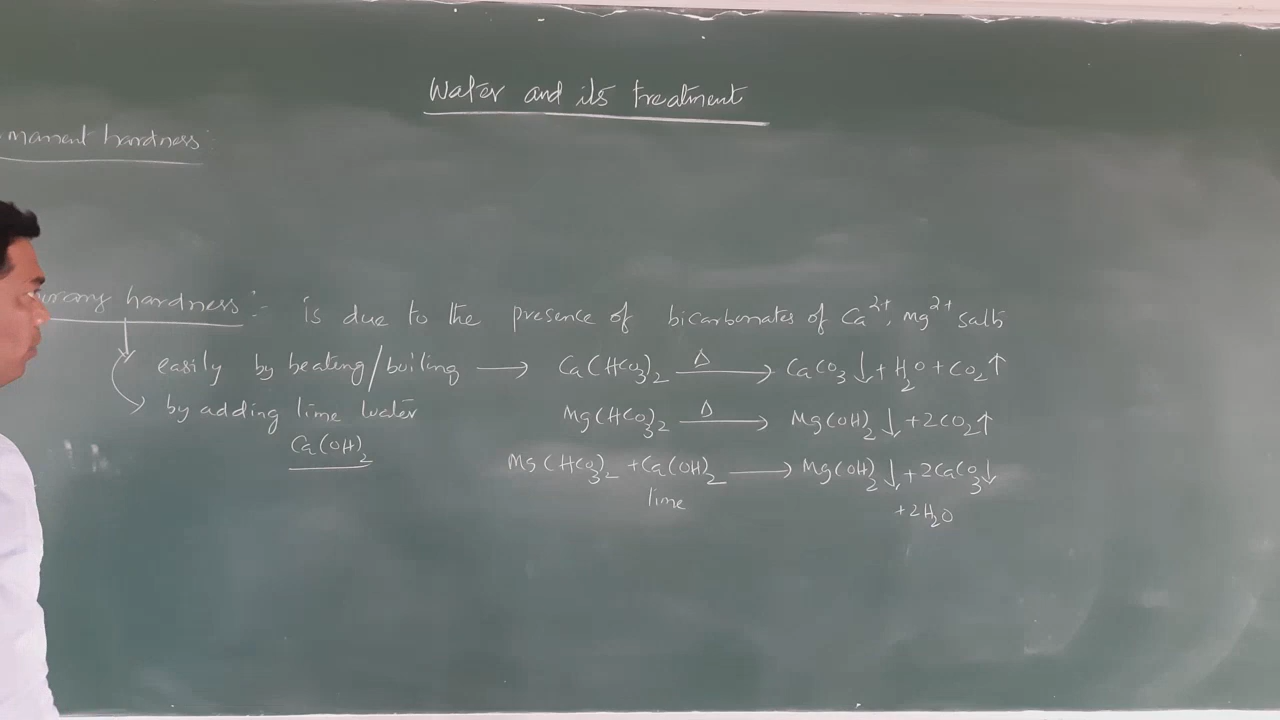 Water and its treatment
manent hardness:
rary hardness :- is due to the presence of bicarbonates of Ca²⁺, Mg²⁺ salts
easily by heating/boiling ⟶ Ca(HCO₃)₂ —Δ→ CaCO₃ ↓ + H₂O + CO₂ ↑
by adding lime water Mg(HCO₃)₂ —Δ→ Mg(OH)₂ ↓ + 2CO₂ ↑
Ca(OH)₂
Mg(HCO₃)₂ + Ca(OH)₂ ⟶ Mg(OH)₂ ↓ + 2CaCO₃ ↓
lime
+ 2H₂O